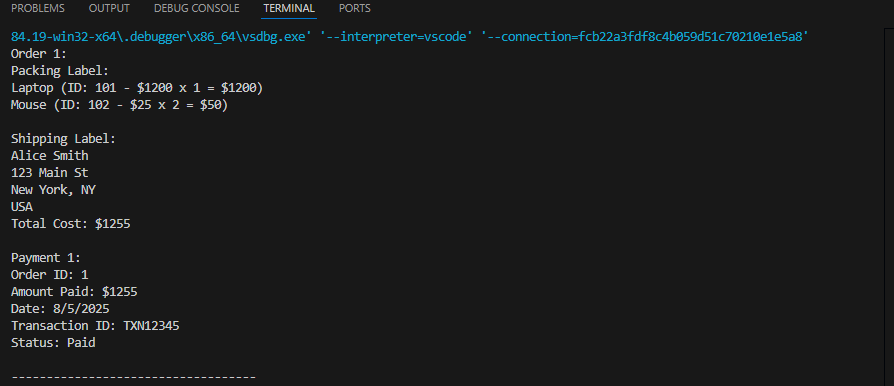 PROBLEMS OUTPUT DEBUG CONSOLE TERMINAL PORTS
84.19-win32-x64\.debugger\x86_64\vsdbg.exe' '--interpreter=vscode' '--connection=fcb22a3fdf8c4b059d51c70210e1e5a8'
Order 1:
Packing Label:
Laptop (ID: 101 - $1200 x 1 = $1200)
Mouse (ID: 102 - $25 x 2 = $50)
Shipping Label:
Alice Smith
123 Main St
New York, NY
USA
Total Cost: $1255
Payment 1:
Order ID: 1
Amount Paid: $1255
Date: 8/5/2025
Transaction ID: TXN12345
Status: Paid
-----------------------------------